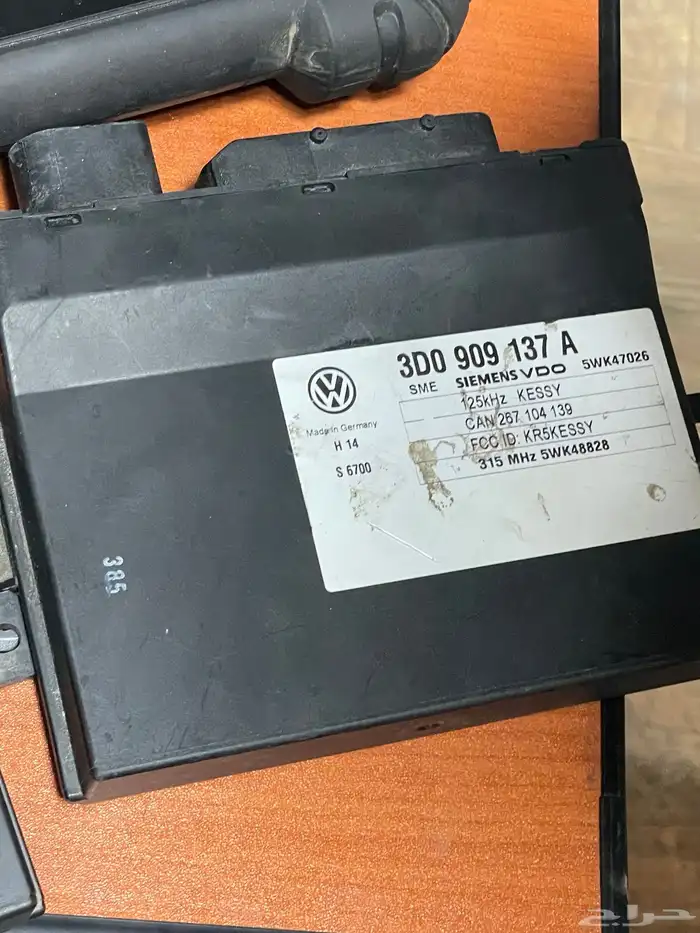 3D0 909 137 A
SME SIEMENS VDO 5WK47026
125kHz KESSY
CAN 287 104 139
FCC ID: KR5KESSY
315 MHz 5WK48828
Made in Germany
H 14
S 6700
385
حراج